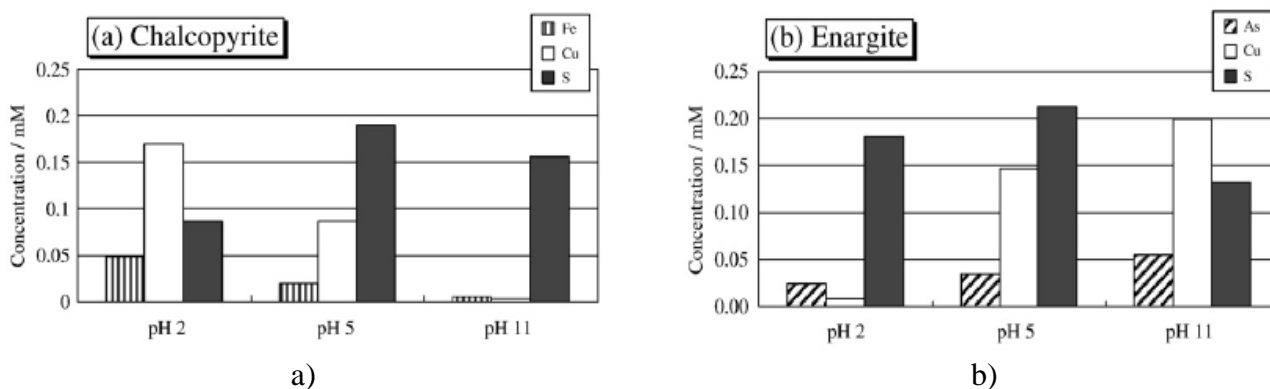 (a) Chalcopyrite
Fe
Cu
S
0.25
0.2
0.15
0.1
0.05
0
Concentration / mM
pH 2
pH 5
pH 11
a)
(b) Enargite
As
Cu
S
0.25
0.20
0.15
0.10
0.05
0.00
Concentration / mM
pH 2
pH 5
pH 11
b)